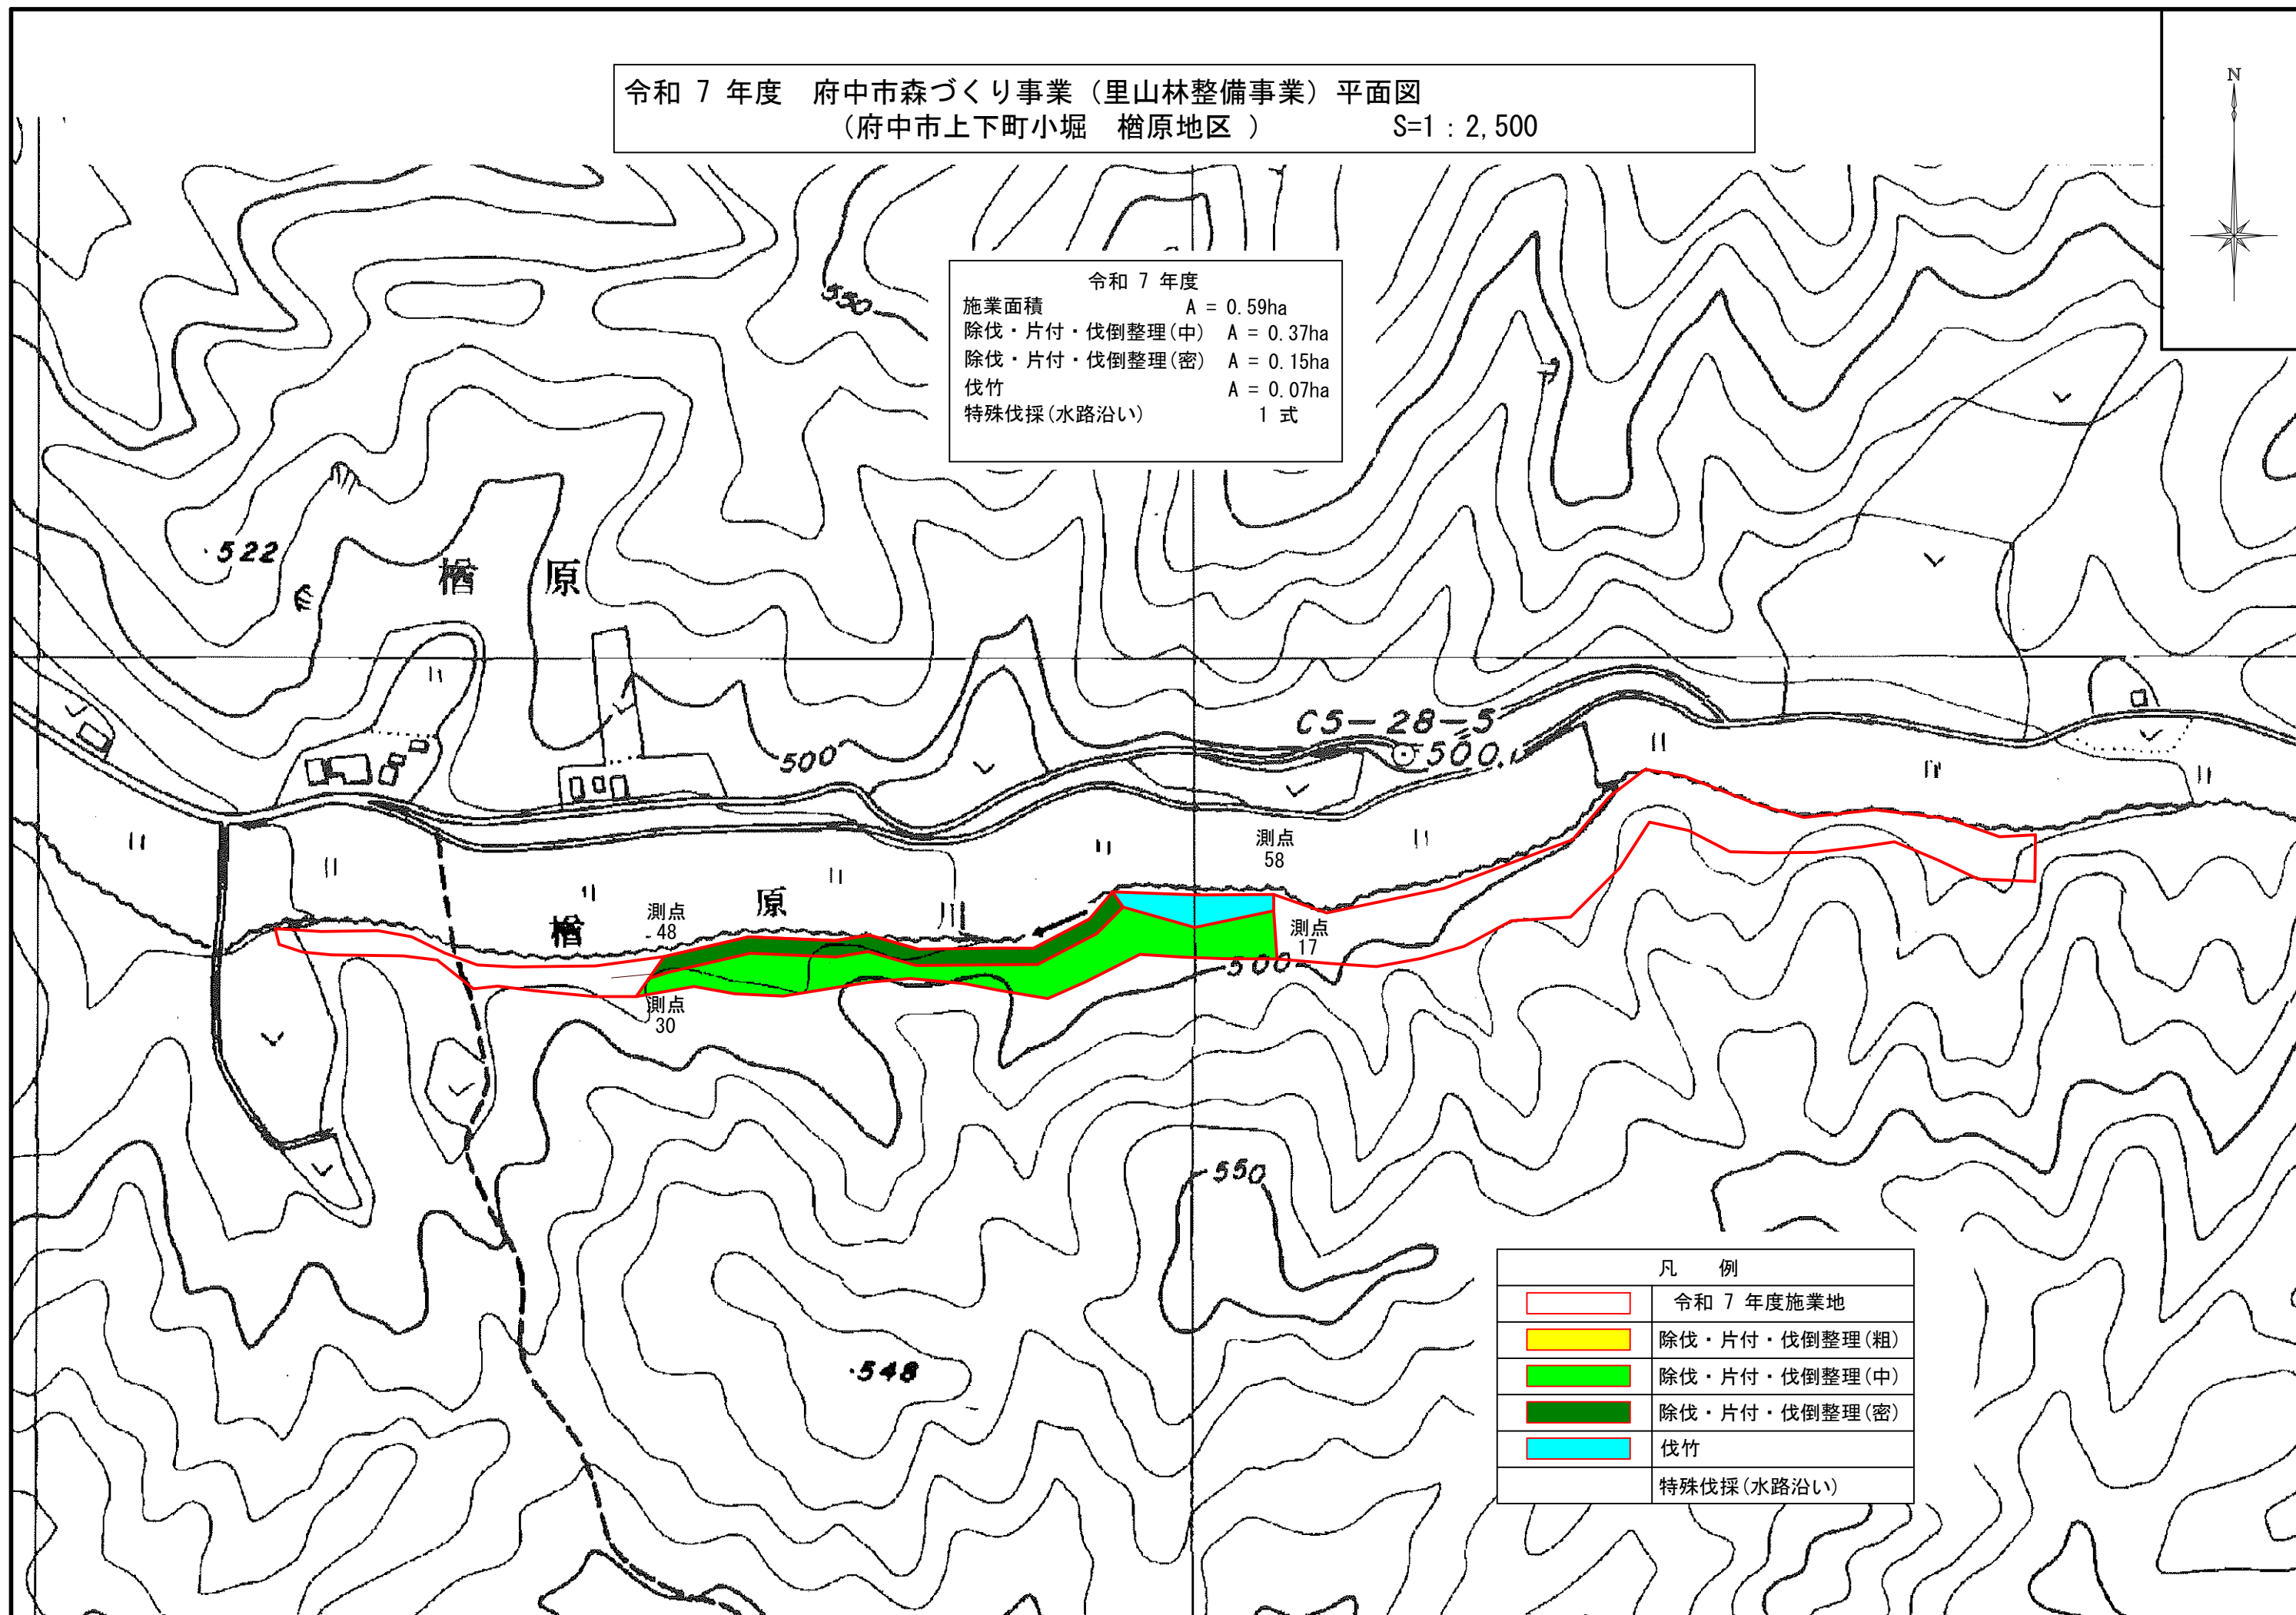 令和 7 年度　府中市森づくり事業（里山林整備事業）平面図
（府中市上下町小堀　楢原地区 ）　　S=1：2,500
N
令和 7 年度
施業面積　A = 0.59ha
除伐・片付・伐倒整理(中)　A = 0.37ha
除伐・片付・伐倒整理(密)　A = 0.15ha
伐竹　A = 0.07ha
特殊伐採(水路沿い)　1 式
550
522
楢 原
C5-28-5
500.1
500
測点
58
測点
48
楢 原 川
測点
17
500
測点
30
550
548
凡　例
令和 7 年度施業地
除伐・片付・伐倒整理(粗)
除伐・片付・伐倒整理(中)
除伐・片付・伐倒整理(密)
伐竹
特殊伐採(水路沿い)